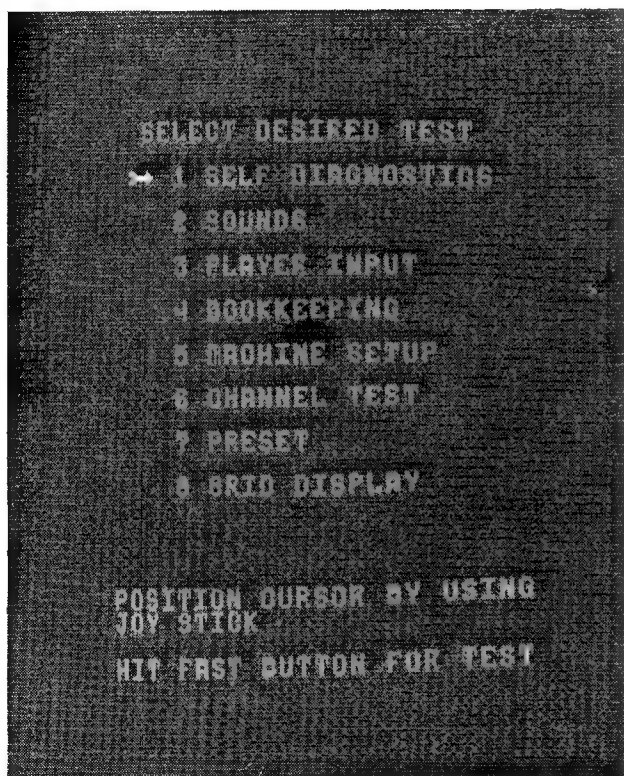 SELECT DESIRED TEST
1 SELF DIAGNOSTICS
2 SOUNDS
3 PLAYER INPUT
4 BOOKKEEPING
5 MACHINE SETUP
6 CHANNEL TEST
7 PRESET
8 GRID DISPLAY
POSITION CURSOR BY USING
JOY STICK
HIT FAST BUTTON FOR TEST